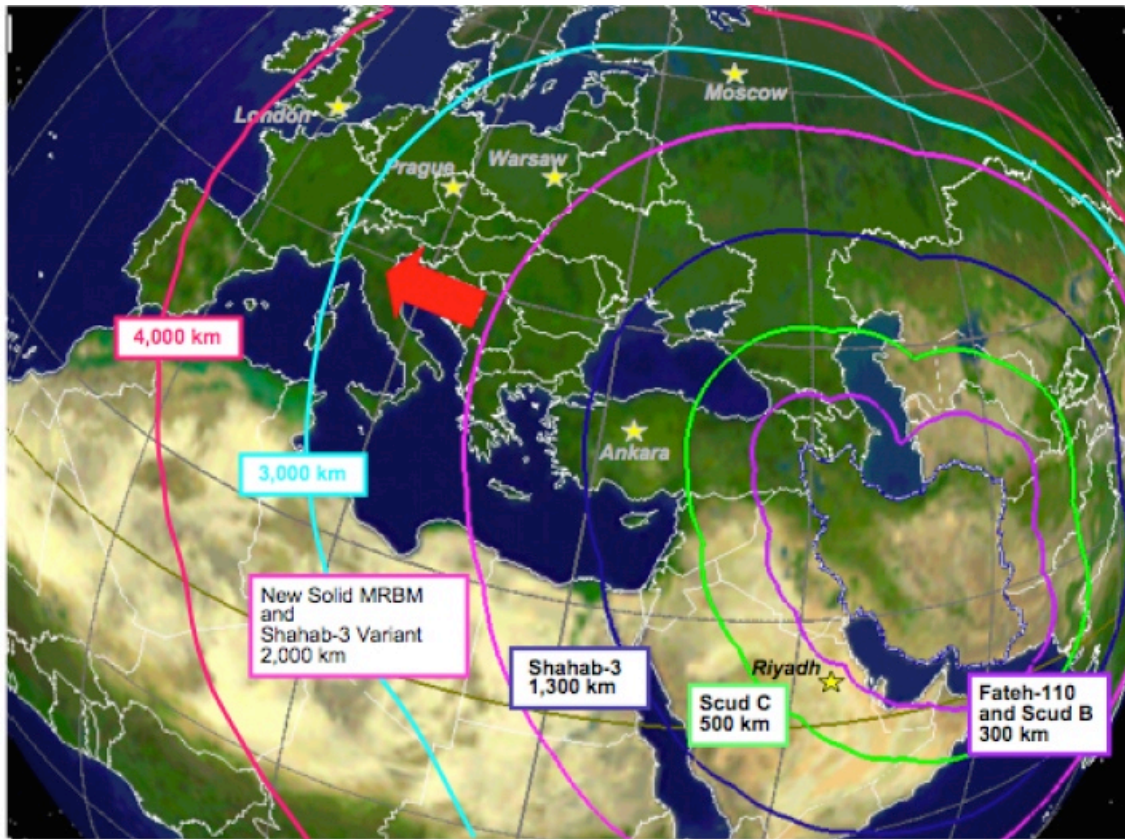 London
Moscow
Prague
Warsaw
4,000 km
Ankara
3,000 km
New Solid MRBM
and
Shahab-3 Variant
2,000 km
Shahab-3
1,300 km
Riyadh
Scud C
500 km
Fateh-110
and Scud B
300 km